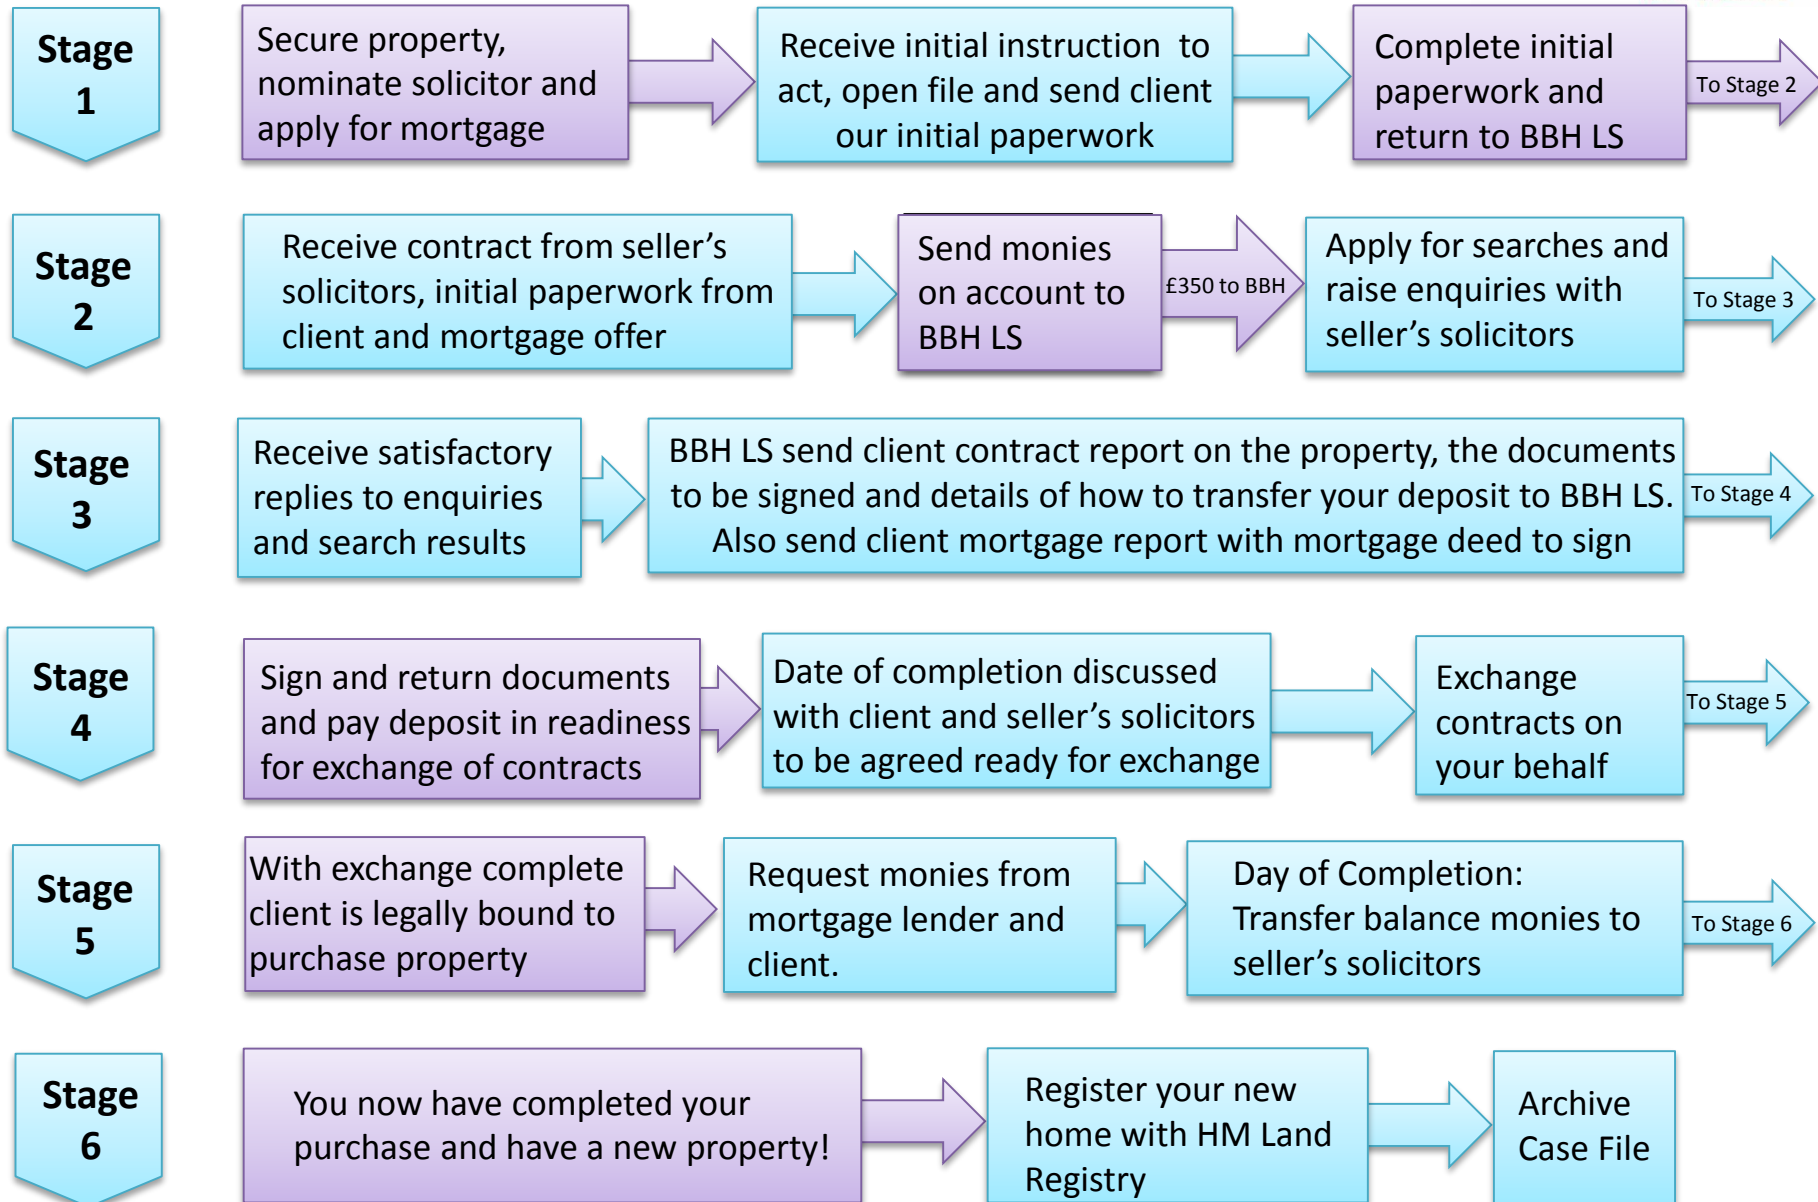 Stage
1
Secure property,
nominate solicitor and
apply for mortgage
Receive initial instruction to
act, open file and send client
our initial paperwork
Complete initial
paperwork and
return to BBH LS
To Stage 2
Stage
2
Receive contract from seller’s
solicitors, initial paperwork from
client and mortgage offer
Send monies
on account to
BBH LS
£350 to BBH
Apply for searches and
raise enquiries with
seller’s solicitors
To Stage 3
Stage
3
Receive satisfactory
replies to enquiries
and search results
BBH LS send client contract report on the property, the documents
to be signed and details of how to transfer your deposit to BBH LS.
Also send client mortgage report with mortgage deed to sign
To Stage 4
Stage
4
Sign and return documents
and pay deposit in readiness
for exchange of contracts
Date of completion discussed
with client and seller’s solicitors
to be agreed ready for exchange
Exchange
contracts on
your behalf
To Stage 5
Stage
5
With exchange complete
client is legally bound to
purchase property
Request monies from
mortgage lender and
client.
Day of Completion:
Transfer balance monies to
seller’s solicitors
To Stage 6
Stage
6
You now have completed your
purchase and have a new property!
Register your new
home with HM Land
Registry
Archive
Case File